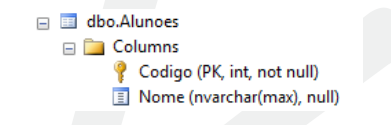 dbo.Alunoes
Columns
Codigo (PK, int, not null)
Nome (nvarchar(max), null)